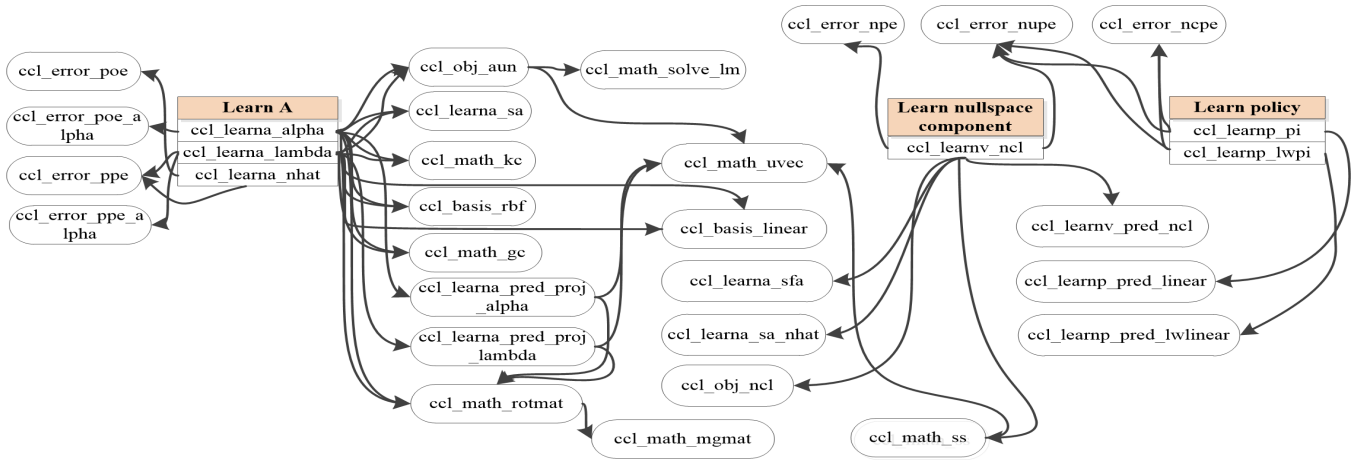 ccl_error_poe
ccl_error_poe_a
lpha
ccl_error_ppe
ccl_error_ppe_a
lpha
Learn A
ccl_learna_alpha
ccl_learna_lambda
ccl_learna_nhat
ccl_obj_aun
ccl_learna_sa
ccl_math_kc
ccl_basis_rbf
ccl_math_gc
ccl_learna_pred_proj
_alpha
ccl_learna_pred_proj
_lambda
ccl_math_rotmat
ccl_math_solve_lm
ccl_math_uvec
ccl_basis_linear
ccl_learna_sfa
ccl_learna_sa_nhat
ccl_obj_ncl
ccl_math_mgmat
ccl_error_npe
ccl_error_nupe
ccl_error_ncpe
Learn nullspace
component
ccl_learnv_ncl
Learn policy
ccl_learnp_pi
ccl_learnp_lwpi
ccl_learnv_pred_ncl
ccl_learnp_pred_linear
ccl_learnp_pred_lwlinear
ccl_math_ss